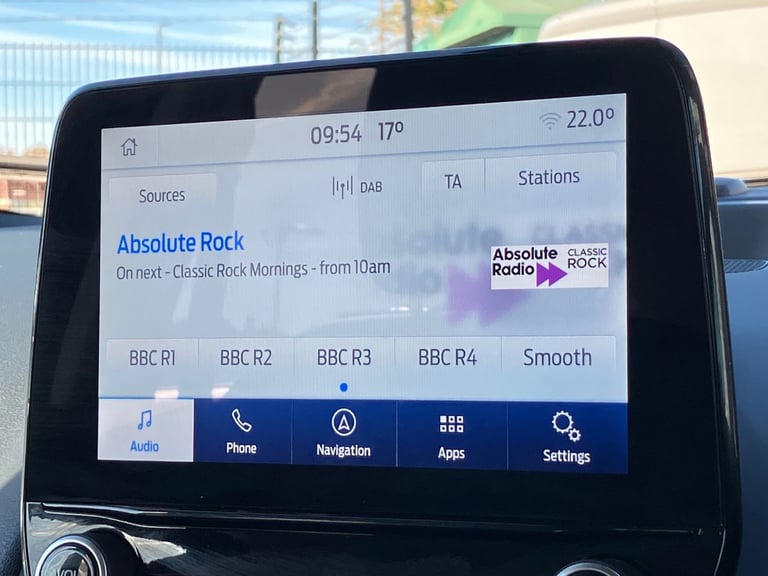 09:54 17° 22.0°
Sources DAB TA Stations
Absolute Rock
On next - Classic Rock Mornings - from 10am
Absolute
Radio
CLASSIC
ROCK
BBC R1 BBC R2 BBC R3 BBC R4 Smooth
Audio Phone Navigation Apps Settings
VOL